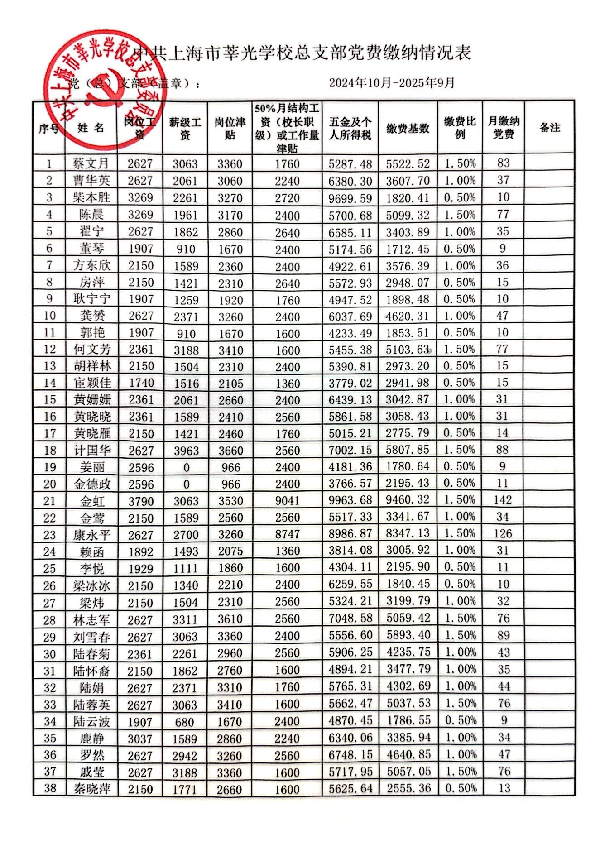 中共上海市莘光学校总支部党费缴纳情况表
党（总）支部（盖章）： 2024年10月-2025年9月
序号 姓 名 岗位工资 薪级工资 岗位津贴 50%月结构工资（校长职级）或工作量津贴 五金及个人所得税 缴费基数 缴费比例 月缴纳党费 备注
1 蔡文月 2627 3063 3360 1760 5287.48 5522.52 1.50% 83
2 曹华英 2627 2061 3060 2240 6380.30 3607.70 1.00% 37
3 柴本胜 3269 2261 3270 2720 9699.59 1820.41 0.50% 10
4 陈晨 3269 1961 3170 2400 5700.68 5099.32 1.50% 77
5 翟宁 2627 1862 2860 2640 6585.11 3403.89 1.00% 35
6 董琴 1907 910 1670 2400 5174.56 1712.45 0.50% 9
7 方东欣 2150 1589 2360 2400 4922.61 3576.39 1.00% 36
8 房萍 2150 1421 2310 2640 5572.93 2948.07 0.50% 15
9 耿宁宁 1907 1259 1920 1760 4947.52 1898.48 0.50% 10
10 龚赟 2627 2371 3260 2400 6037.69 4620.31 1.00% 47
11 郭艳 1907 910 1670 1600 4233.49 1853.51 0.50% 10
12 何文芳 2361 3188 3410 1600 5455.38 5103.63 1.50% 77
13 胡祥林 2150 1504 2310 2400 5390.81 2973.20 0.50% 15
14 宦颖佳 1740 1516 2105 1360 3779.02 2941.98 0.50% 15
15 黄姗姗 2361 2061 2660 2400 6439.13 3042.87 1.00% 31
16 黄晓晓 2361 1589 2410 2560 5861.58 3058.43 1.00% 31
17 黄晓雁 2150 1421 2460 1760 5015.21 2775.79 0.50% 14
18 计国华 2627 3963 3660 2560 7002.15 5807.85 1.50% 88
19 姜丽 2596 0 966 2400 4181.36 1780.64 0.50% 9
20 金德政 2596 0 966 2400 3766.57 2195.43 0.50% 11
21 金虹 3790 3063 3530 9041 9963.68 9460.32 1.50% 142
22 金莺 2150 1589 2560 2560 5517.33 3341.67 1.00% 34
23 康永平 2627 2700 3260 8747 8986.87 8347.13 1.50% 126
24 赖函 1892 1493 2075 1360 3814.08 3005.92 1.00% 31
25 李悦 1929 1111 1860 1600 4304.11 2195.90 0.50% 11
26 梁冰冰 2150 1340 2210 2400 6259.55 1840.45 0.50% 10
27 梁炜 2150 1504 2310 2560 5324.21 3199.79 1.00% 32
28 林志军 2627 3311 3610 2560 7048.58 5059.42 1.50% 76
29 刘雪春 2627 3063 3360 2400 5556.60 5893.40 1.50% 89
30 陆春菊 2361 2261 2960 2560 5906.25 4235.75 1.00% 43
31 陆怀裔 2150 1862 2760 1600 4894.21 3477.79 1.00% 35
32 陆娟 2627 2371 3310 1760 5765.31 4302.69 1.00% 44
33 陆蓉英 2627 3063 3410 1600 5662.47 5037.53 1.50% 76
34 陆云波 1907 680 1670 2400 4870.45 1786.55 0.50% 9
35 鹿静 3037 1589 2860 2240 6340.06 3385.94 1.00% 34
36 罗然 2627 2942 3260 2560 6748.15 4640.85 1.00% 47
37 戚莹 2627 3188 3360 1600 5717.95 5057.05 1.50% 76
38 秦晓萍 2150 1771 2660 1600 5625.64 2555.36 0.50% 13